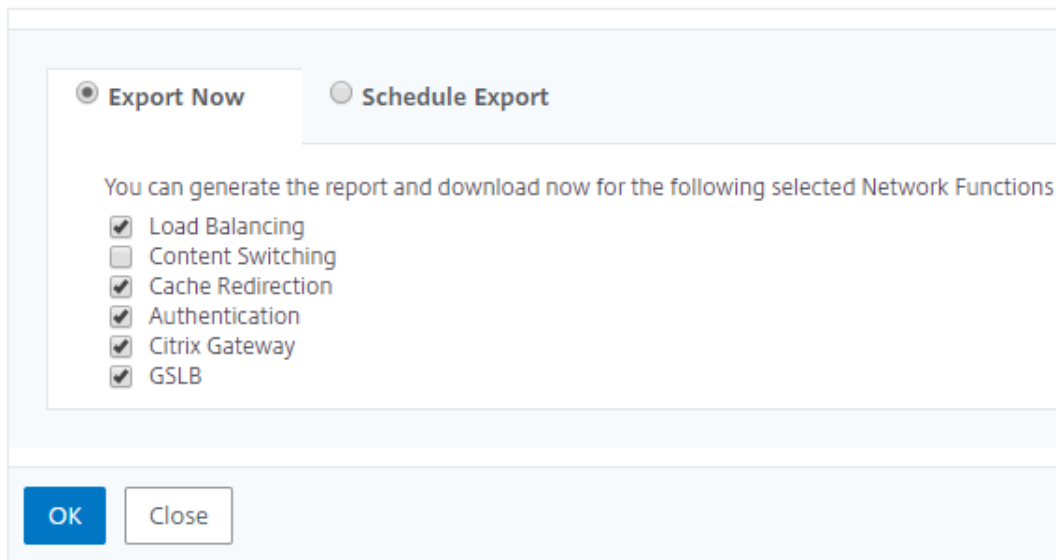 Export Now
Schedule Export
You can generate the report and download now for the following selected Network Functions
Load Balancing
Content Switching
Cache Redirection
Authentication
Citrix Gateway
GSLB
OK
Close